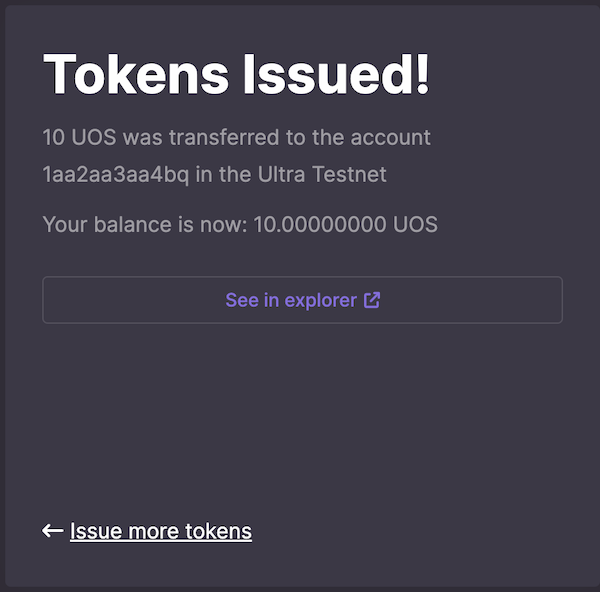 Tokens Issued!
10 UOS was transferred to the account
1aa2aa3aa4bq in the Ultra Testnet
Your balance is now: 10.00000000 UOS
See in explorer
Issue more tokens